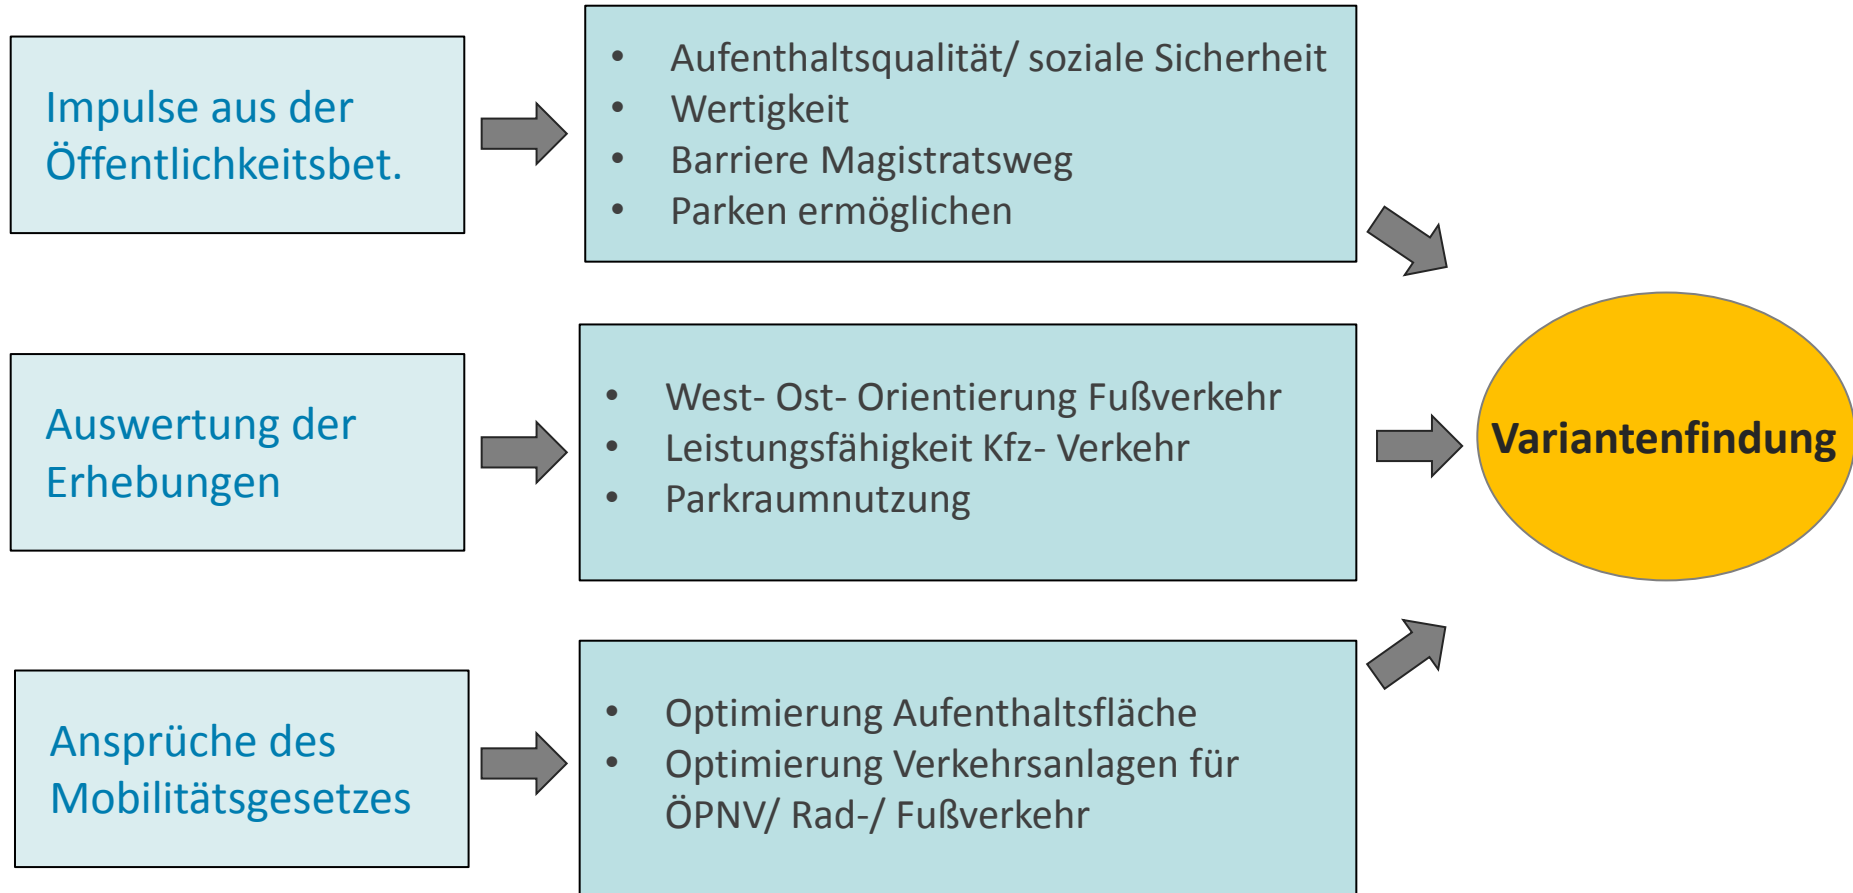 Impulse aus der
Öffentlichkeitsbet.
• Aufenthaltsqualität/ soziale Sicherheit
• Wertigkeit
• Barriere Magistratsweg
• Parken ermöglichen
Auswertung der
Erhebungen
• West- Ost- Orientierung Fußverkehr
• Leistungsfähigkeit Kfz- Verkehr
• Parkraumnutzung
Ansprüche des
Mobilitätsgesetzes
• Optimierung Aufenthaltsfläche
• Optimierung Verkehrsanlagen für
ÖPNV/ Rad-/ Fußverkehr
Variantenfindung